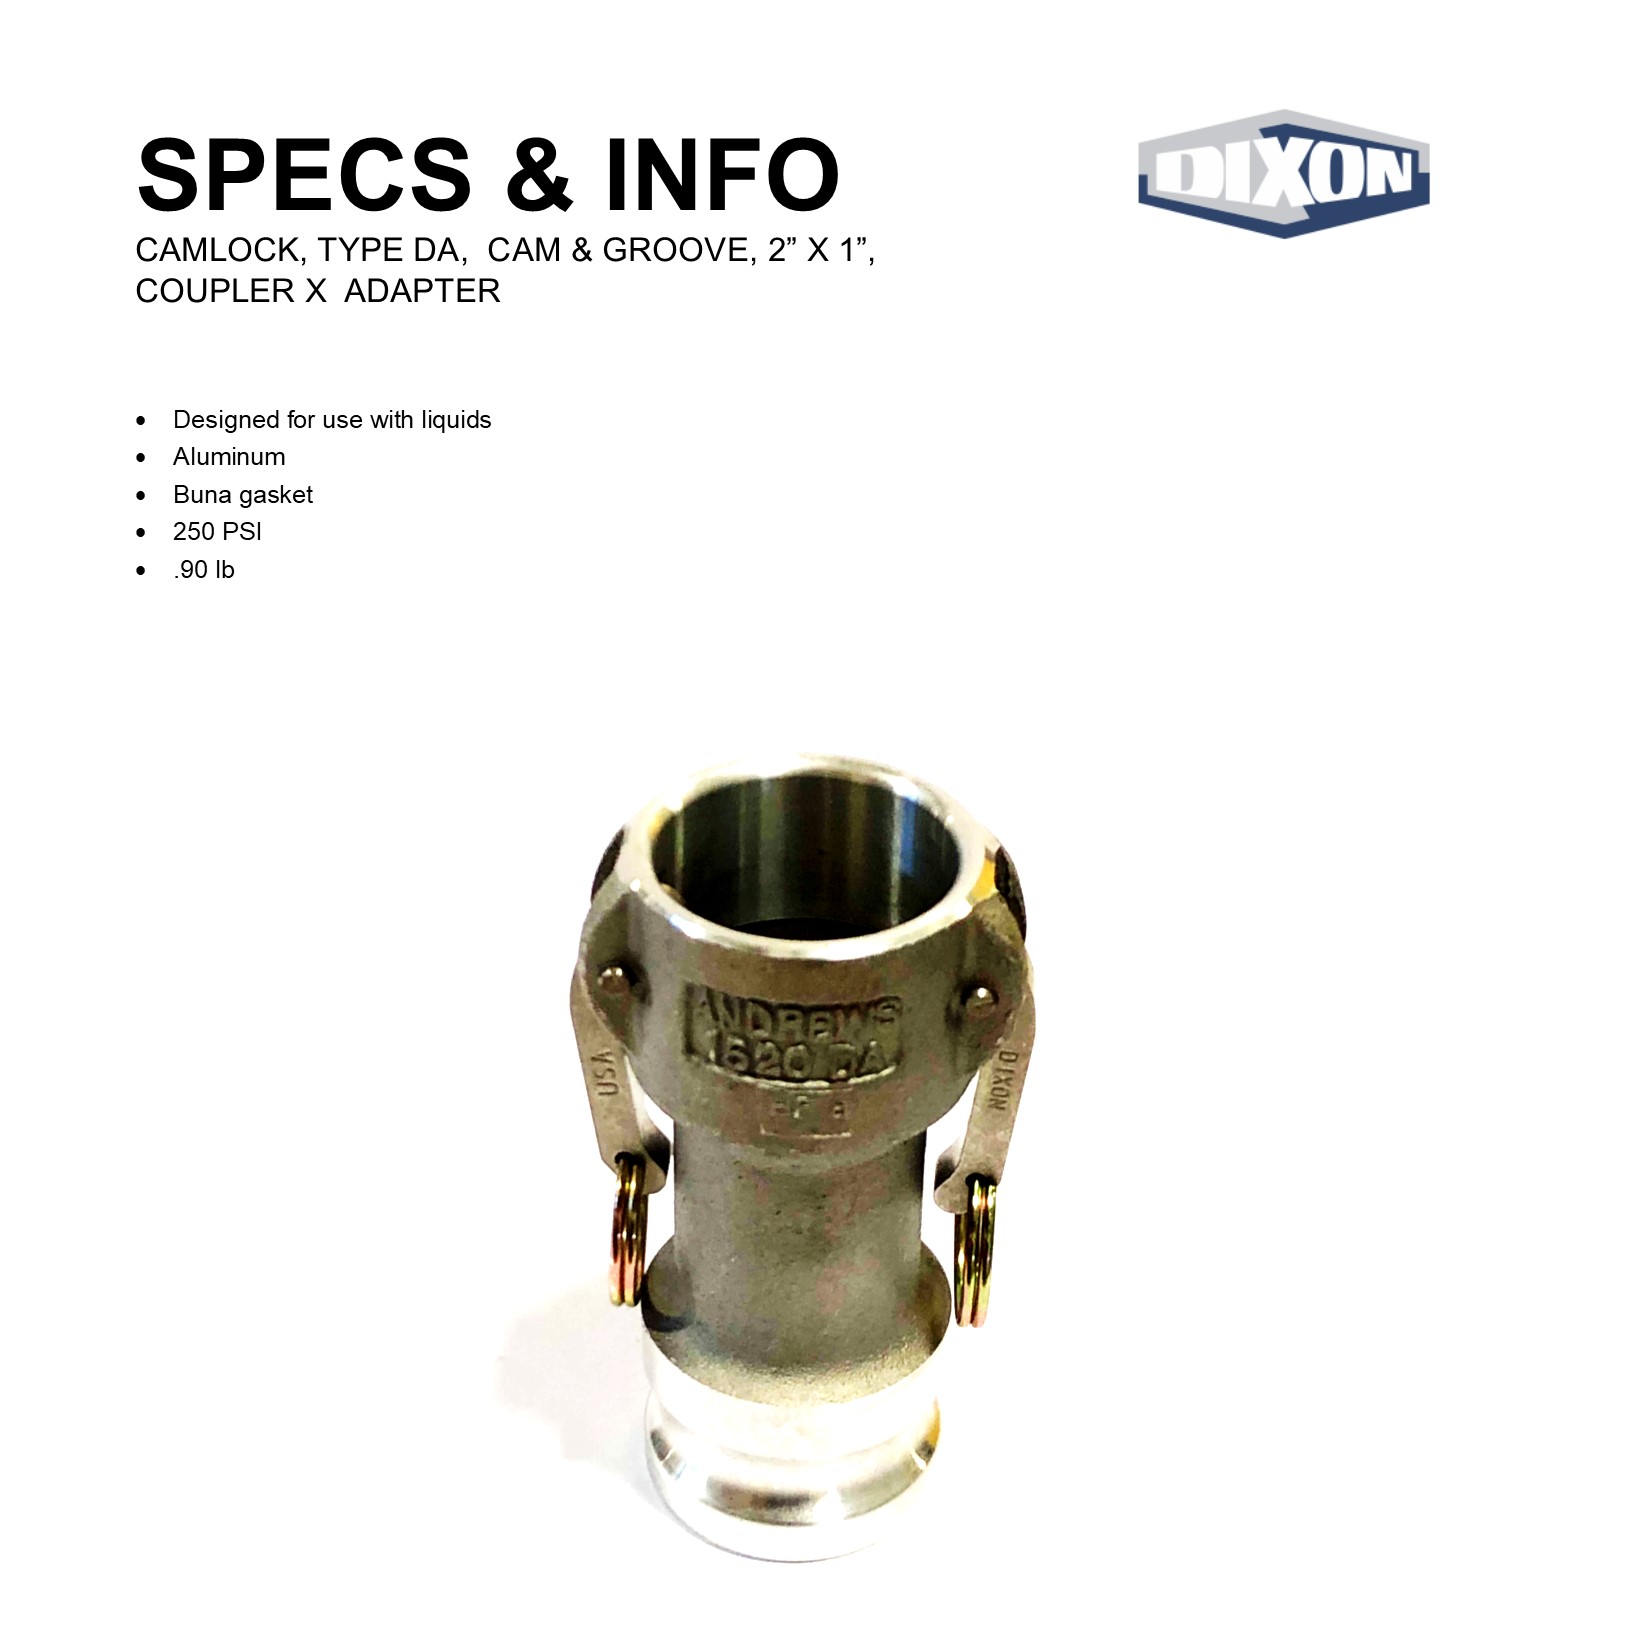 SPECS & INFO
DIXON
CAMLOCK, TYPE DA, CAM & GROOVE, 2” X 1”,
COUPLER X ADAPTER
• Designed for use with liquids
• Aluminum
• Buna gasket
• 250 PSI
• .90 lb
ANDREWS
1520 DA
USA
DIXON